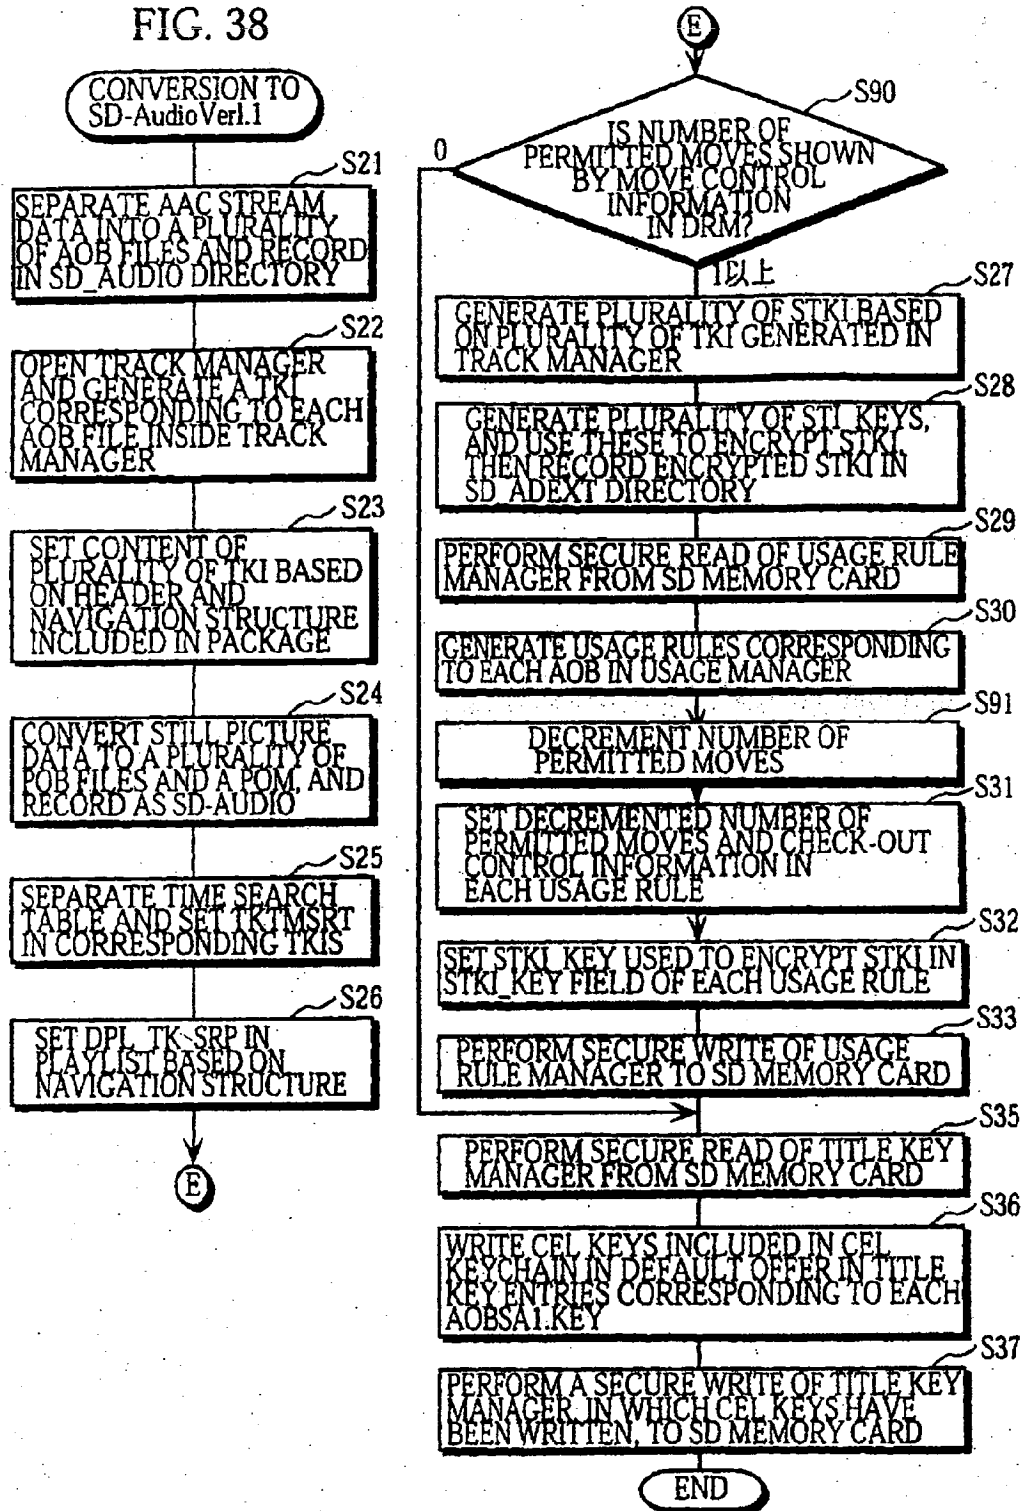 FIG. 38
CONVERSION TO
SD-AudioVer1.1
S21
SEPARATE AAC STREAM
DATA INTO A PLURALITY
OF AOB FILES AND RECORD
IN SD_AUDIO DIRECTORY
S22
OPEN TRACK MANAGER
AND GENERATE A TKI
CORRESPONDING TO EACH
AOB FILE INSIDE TRACK
MANAGER
S23
SET CONTENT OF
PLURALITY OF TKI BASED
ON HEADER AND
NAVIGATION STRUCTURE
INCLUDED IN PACKAGE
S24
CONVERT STILL PICTURE
DATA TO A PLURALITY OF
POB FILES AND A POM, AND
RECORD AS SD-AUDIO
S25
SEPARATE TIME SEARCH
TABLE AND SET TKTMSRT
IN CORRESPONDING TKIS
S26
SET DPL_TK-SRP IN
PLAYLIST BASED ON
NAVIGATION STRUCTURE
E
E
S90
IS NUMBER OF
PERMITTED MOVES SHOWN
BY MOVE CONTROL
INFORMATION
IN DRM?
0
1以上
S27
GENERATE PLURALITY OF STKI BASED
ON PLURALITY OF TKI GENERATED IN
TRACK MANAGER
S28
GENERATE PLURALITY OF STI_KEYS,
AND USE THESE TO ENCRYPT STKI,
THEN RECORD ENCRYPTED STKI IN
SD_ADEXT DIRECTORY
S29
PERFORM SECURE READ OF USAGE RULE
MANAGER FROM SD MEMORY CARD
S30
GENERATE USAGE RULES CORRESPONDING
TO EACH AOB IN USAGE MANAGER
S91
DECREMENT NUMBER OF
PERMITTED MOVES
S31
SET DECREMENTED NUMBER OF
PERMITTED MOVES AND CHECK-OUT
CONTROL INFORMATION IN
EACH USAGE RULE
S32
SET STKI_KEY USED TO ENCRYPT STKI IN
STKI_KEY FIELD OF EACH USAGE RULE
S33
PERFORM SECURE WRITE OF USAGE
RULE MANAGER TO SD MEMORY CARD
S35
PERFORM SECURE READ OF TITLE KEY
MANAGER FROM SD MEMORY CARD
S36
WRITE CEL KEYS INCLUDED IN CEL
KEYCHAIN IN DEFAULT OFFER IN TITLE
KEY ENTRIES CORRESPONDING TO EACH
AOBSA1.KEY
S37
PERFORM A SECURE WRITE OF TITLE KEY
MANAGER, IN WHICH CEL KEYS HAVE
BEEN WRITTEN, TO SD MEMORY CARD
END